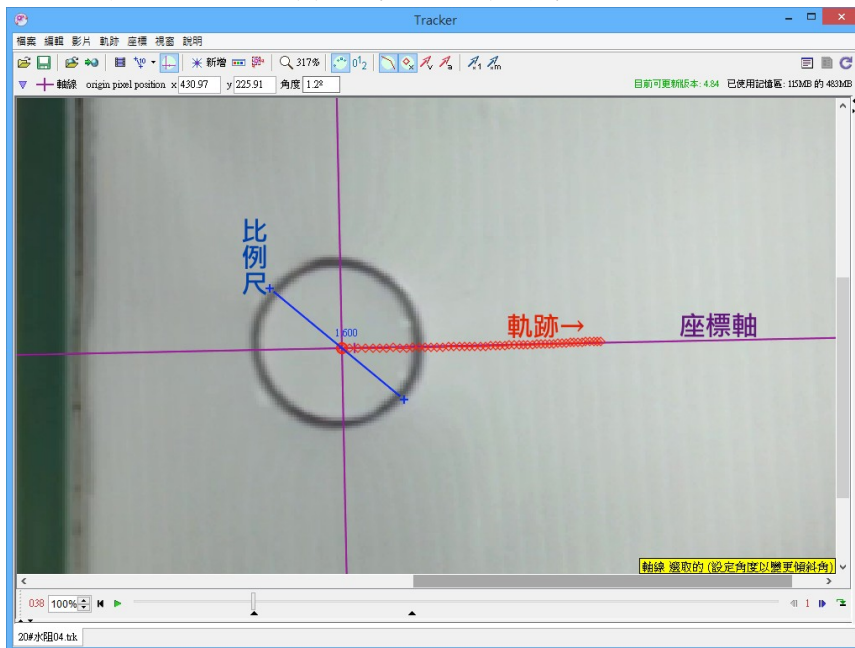 Tracker
檔案 編輯 影片 軌跡 座標 視窗 說明
新增 317%
軸線 origin pixel position x 430.97 y 225.91 角度 1.2º 目前可更新版本: 4.84 已使用記憶區: 115MB 的 483MB
比例尺
1.600
軌跡→
座標軸
軸線 選取的 (設定角度以變更傾斜角)
038 100% 1
20#水阻04.trk